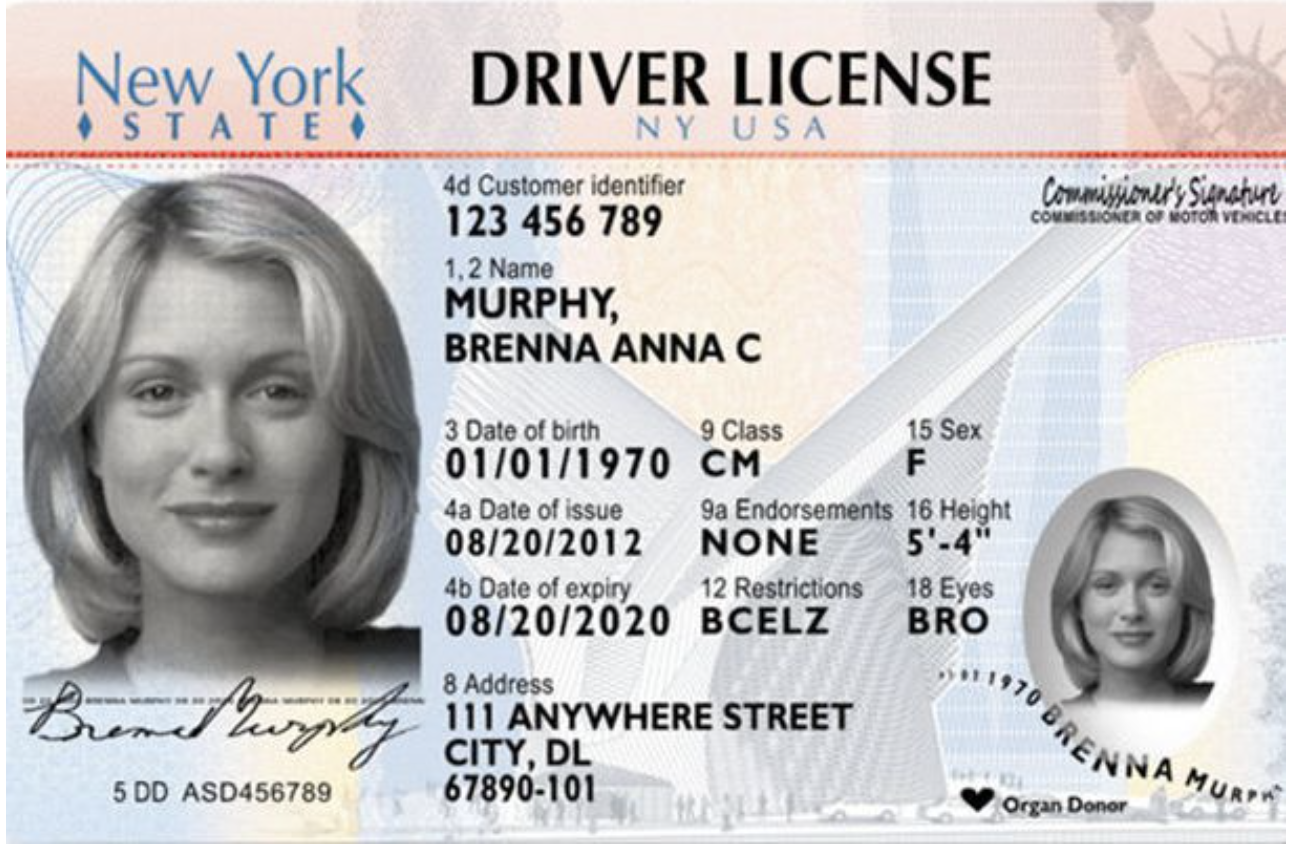 New York
STATE
DRIVER LICENSE
NY USA
Commissioner's Signature
COMMISSIONER OF MOTOR VEHICLES
4d Customer identifier
123 456 789
1,2 Name
MURPHY,
BRENNA ANNA C
3 Date of birth 9 Class 15 Sex
01/01/1970 CM F
4a Date of issue 9a Endorsements 16 Height
08/20/2012 NONE 5'-4"
4b Date of expiry 12 Restrictions 18 Eyes
08/20/2020 BCELZ BRO
8 Address
111 ANYWHERE STREET
CITY, DL
67890-101
Brenna Murphy
5 DD ASD456789
1970 BRENNA MURPHY
Organ Donor